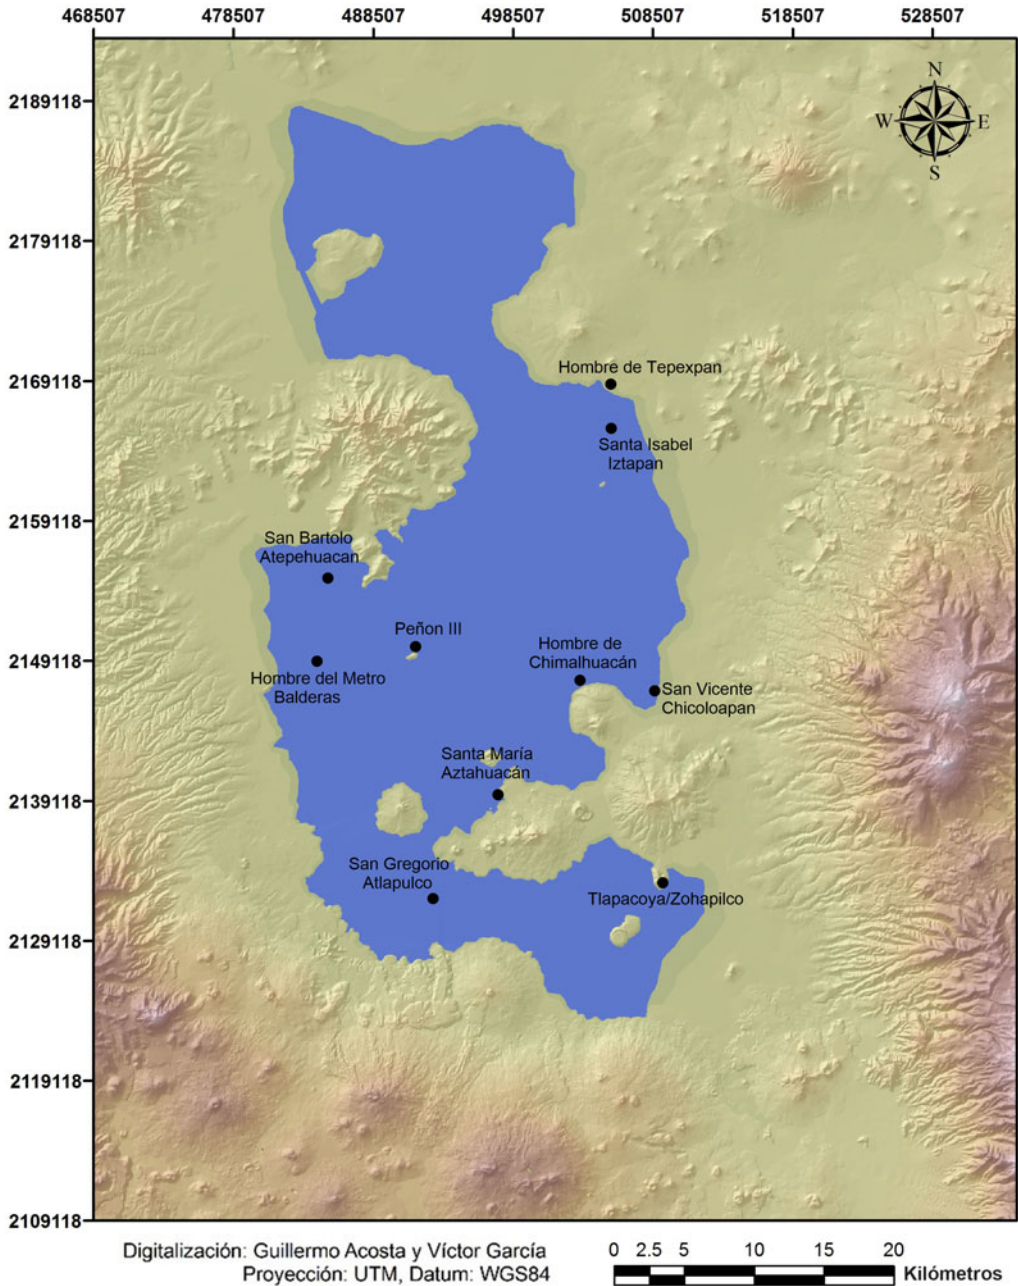 468507 478507 488507 498507 508507 518507 528507
2189118
N
W E
S
2179118
2169118
Hombre de Tepexpan
Santa Isabel
Iztapan
2159118
San Bartolo
Atepehuacan
Peñon III
2149118
Hombre de
Chimalhuacán
Hombre del Metro
Balderas
San Vicente
Chicoloapan
Santa María
Aztahuacán
2139118
San Gregorio
Atlapulco
Tlapacoya/Zohapilco
2129118
2119118
2109118
Digitalización: Guillermo Acosta y Víctor García
Proyección: UTM, Datum: WGS84
0 2.5 5 10 15 20
Kilómetros